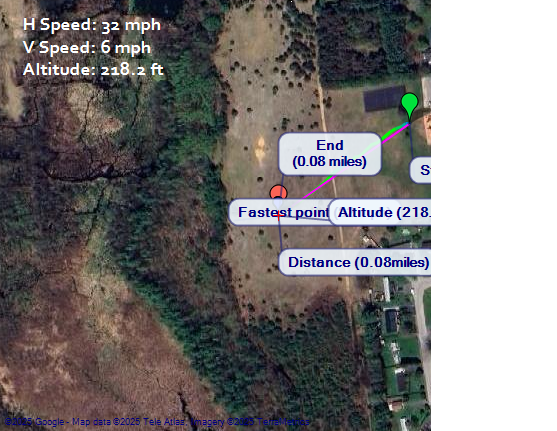 H Speed: 32 mph
V Speed: 6 mph
Altitude: 218.2 ft
End
(0.08 miles)
S
Fastest point
Altitude (218.
Distance (0.08miles)
©2025 Google - Map data ©2025 Tele Atlas, Imagery ©2025 TerraMetrics